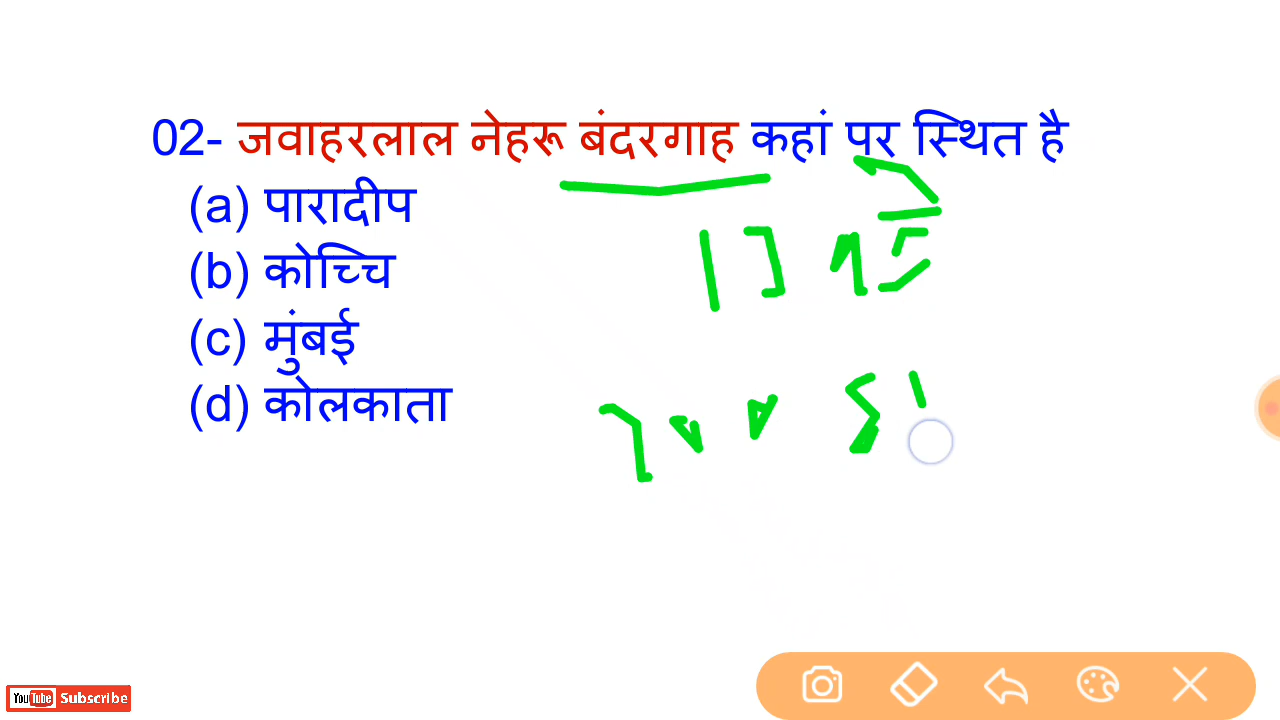 02- जवाहरलाल नेहरू बंदरगाह कहां पर स्थित है
(a) पारादीप
(b) कोच्चि
(c) मुंबई
(d) कोलकाता
YouTube Subscribe